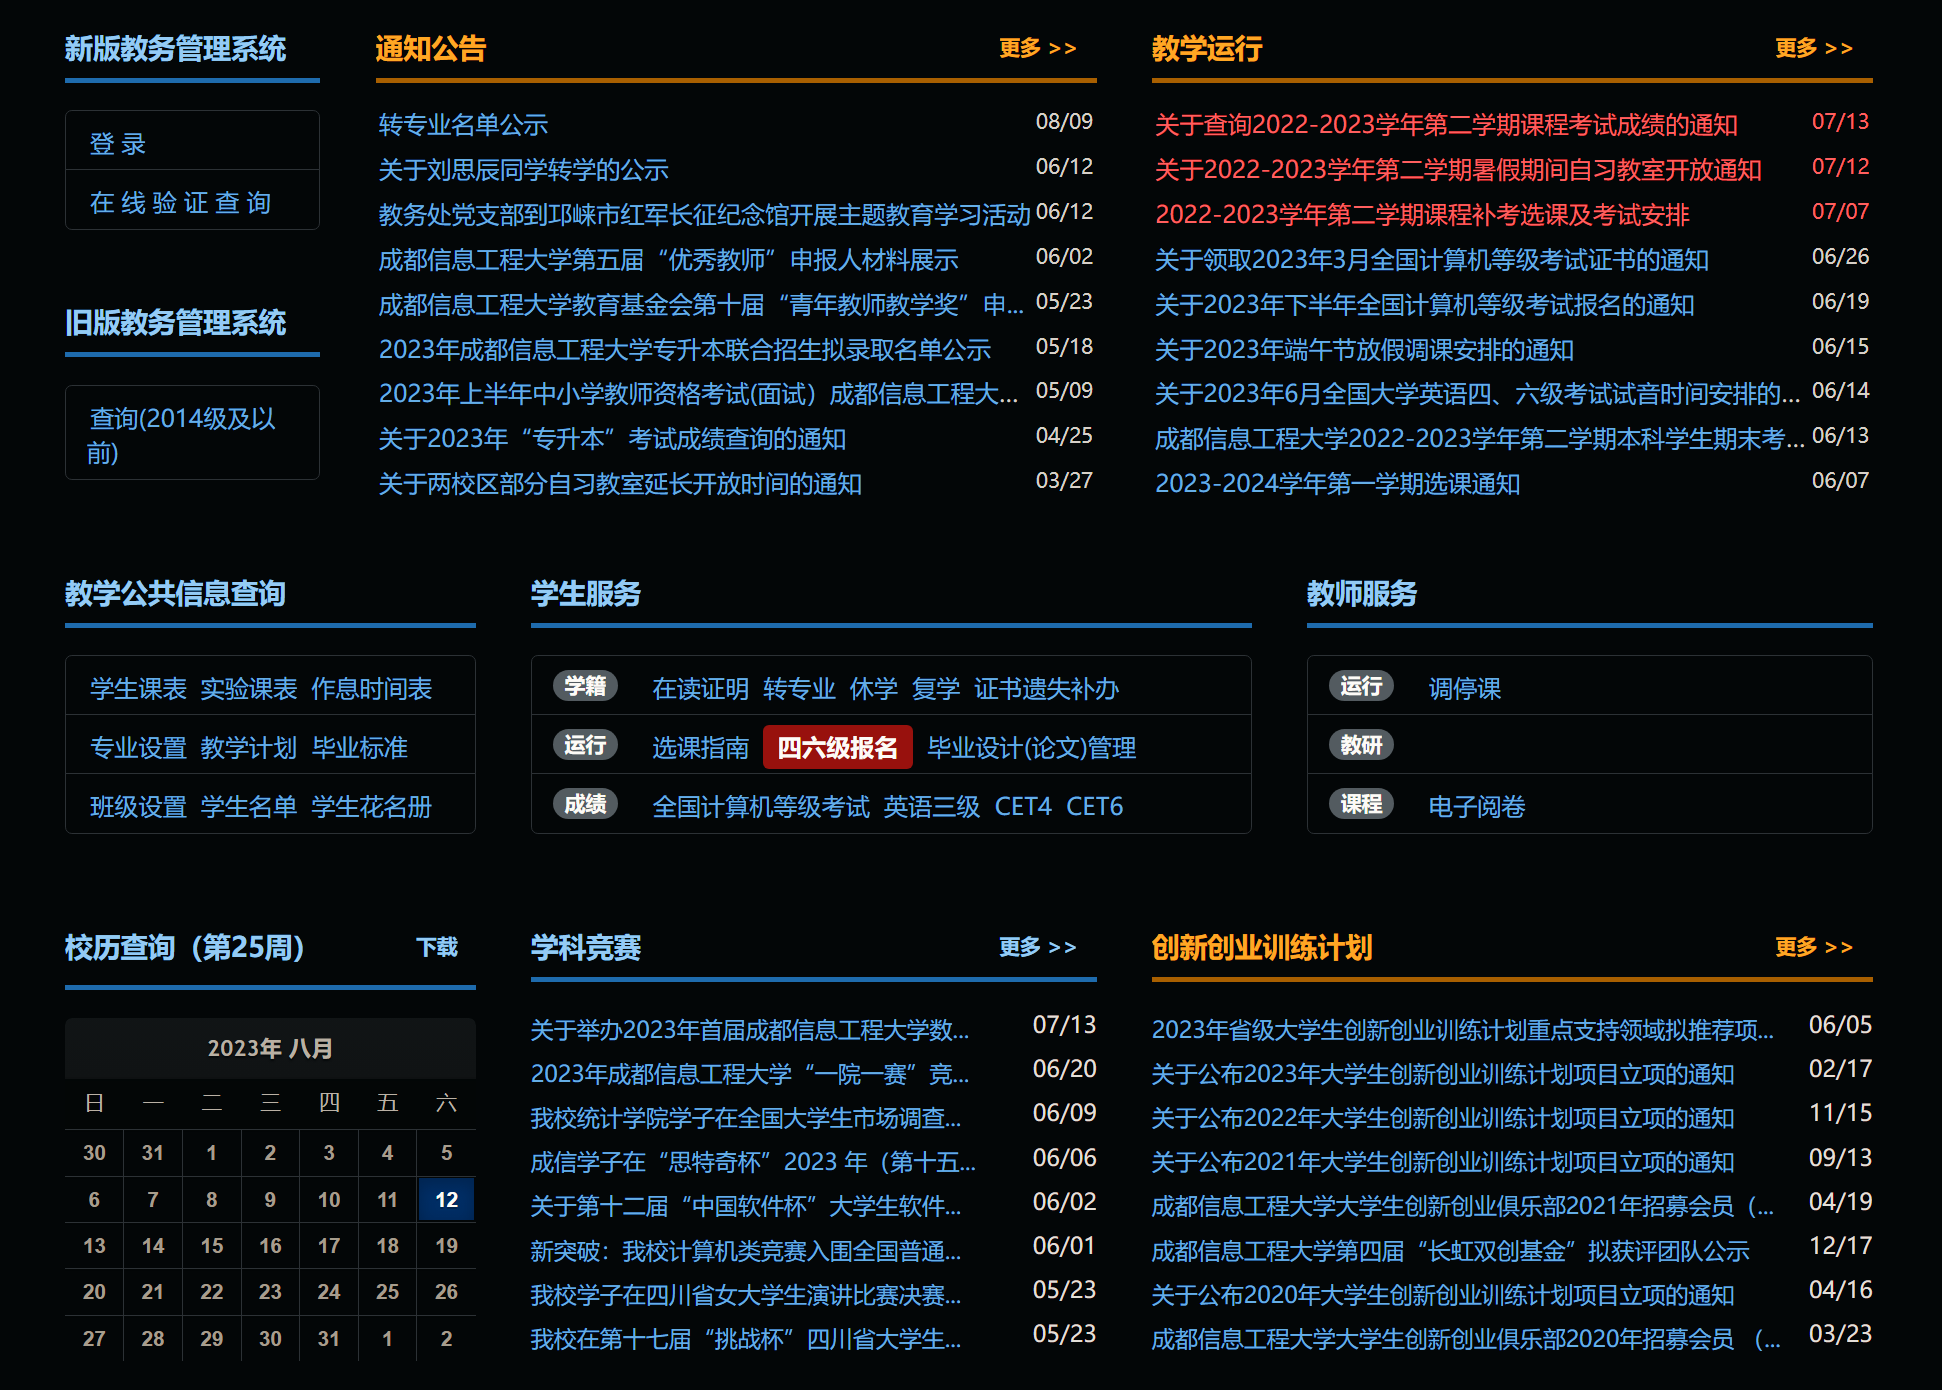 新版教务管理系统
登 录
在 线 验 证 查 询
旧版教务管理系统
查询(2014级及以
前)
通知公告 更多 >>
转专业名单公示 08/09
关于刘思辰同学转学的公示 06/12
教务处党支部到邛崃市红军长征纪念馆开展主题教育学习活动 06/12
成都信息工程大学第五届“优秀教师”申报人材料展示 06/02
成都信息工程大学教育基金会第十届“青年教师教学奖”申... 05/23
2023年成都信息工程大学专升本联合招生拟录取名单公示 05/18
2023年上半年中小学教师资格考试(面试）成都信息工程大... 05/09
关于2023年“专升本”考试成绩查询的通知 04/25
关于两校区部分自习教室延长开放时间的通知 03/27
教学运行 更多 >>
关于查询2022-2023学年第二学期课程考试成绩的通知 07/13
关于2022-2023学年第二学期暑假期间自习教室开放通知 07/12
2022-2023学年第二学期课程补考选课及考试安排 07/07
关于领取2023年3月全国计算机等级考试证书的通知 06/26
关于2023年下半年全国计算机等级考试报名的通知 06/19
关于2023年端午节放假调课安排的通知 06/15
关于2023年6月全国大学英语四、六级考试试音时间安排的... 06/14
成都信息工程大学2022-2023学年第二学期本科学生期末考... 06/13
2023-2024学年第一学期选课通知 06/07
教学公共信息查询
学生课表 实验课表 作息时间表
专业设置 教学计划 毕业标准
班级设置 学生名单 学生花名册
学生服务
学籍 在读证明 转专业 休学 复学 证书遗失补办
运行 选课指南 四六级报名 毕业设计(论文)管理
成绩 全国计算机等级考试 英语三级 CET4 CET6
教师服务
运行 调停课
教研
课程 电子阅卷
校历查询（第25周） 下载
2023年 八月
日 一 二 三 四 五 六
30 31 1 2 3 4 5
6 7 8 9 10 11 12
13 14 15 16 17 18 19
20 21 22 23 24 25 26
27 28 29 30 31 1 2
学科竞赛 更多 >>
关于举办2023年首届成都信息工程大学数... 07/13
2023年成都信息工程大学“一院一赛”竞... 06/20
我校统计学院学子在全国大学生市场调查... 06/09
成信学子在“思特奇杯”2023 年（第十五... 06/06
关于第十二届“中国软件杯”大学生软件... 06/02
新突破：我校计算机类竞赛入围全国普通... 06/01
我校学子在四川省女大学生演讲比赛决赛... 05/23
我校在第十七届“挑战杯”四川省大学生... 05/23
创新创业训练计划 更多 >>
2023年省级大学生创新创业训练计划重点支持领域拟推荐项... 06/05
关于公布2023年大学生创新创业训练计划项目立项的通知 02/17
关于公布2022年大学生创新创业训练计划项目立项的通知 11/15
关于公布2021年大学生创新创业训练计划项目立项的通知 09/13
成都信息工程大学大学生创新创业俱乐部2021年招募会员（... 04/19
成都信息工程大学第四届“长虹双创基金”拟获评团队公示 12/17
关于公布2020年大学生创新创业训练计划项目立项的通知 04/16
成都信息工程大学大学生创新创业俱乐部2020年招募会员 （... 03/23